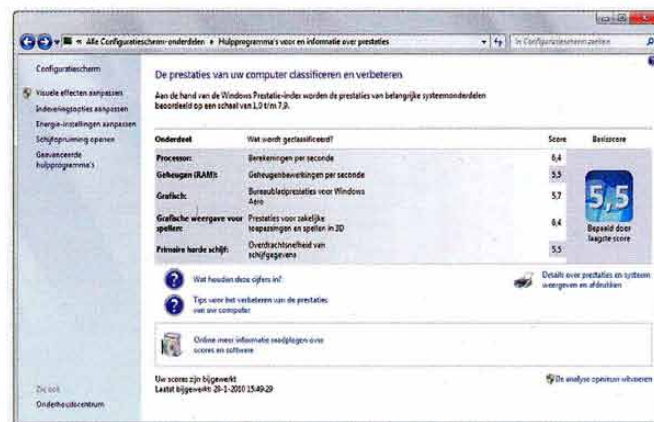 Alle Configuratiescherm-onderdelen
Hulpprogramma's voor en informatie over prestaties
In Configuratiescherm zoeken
Configuratiescherm
Visuele effecten aanpassen
Indexeringsopties aanpassen
Energie-instellingen aanpassen
Schijfopruiming openen
Geavanceerde
hulpprogramma's
Zie ook
Onderhoudscentrum
De prestaties van uw computer classificeren en verbeteren
Aan de hand van de Windows Prestatie-index worden de prestaties van belangrijke systeemonderdelen
beoordeeld op een schaal van 1,0 t/m 7,9.
Onderdeel Wat wordt geclassificeerd? Score Basisscore
Processor: Berekeningen per seconde 6,4
Geheugen (RAM): Geheugenbewerkingen per seconde 5,5
Grafisch: Bureaubladprestaties voor Windows
Aero 5,7
Grafische weergave voor
spellen: Prestaties voor zakelijke
toepassingen en spellen in 3D 6,4
Primaire harde schijf: Overdrachtsnelheid van
schijfgegevens 5,5
5,5
Bepaald door
laagste score
Wat houden deze cijfers in?
Tips voor het verbeteren van de prestaties
van uw computer
Details over prestaties en systeem
weergeven en afdrukken
Online meer informatie raadplegen over
scores en software
Uw scores zijn bijgewerkt
Laatst bijgewerkt: 28-1-2010 15:49:29
De analyse opnieuw uitvoeren